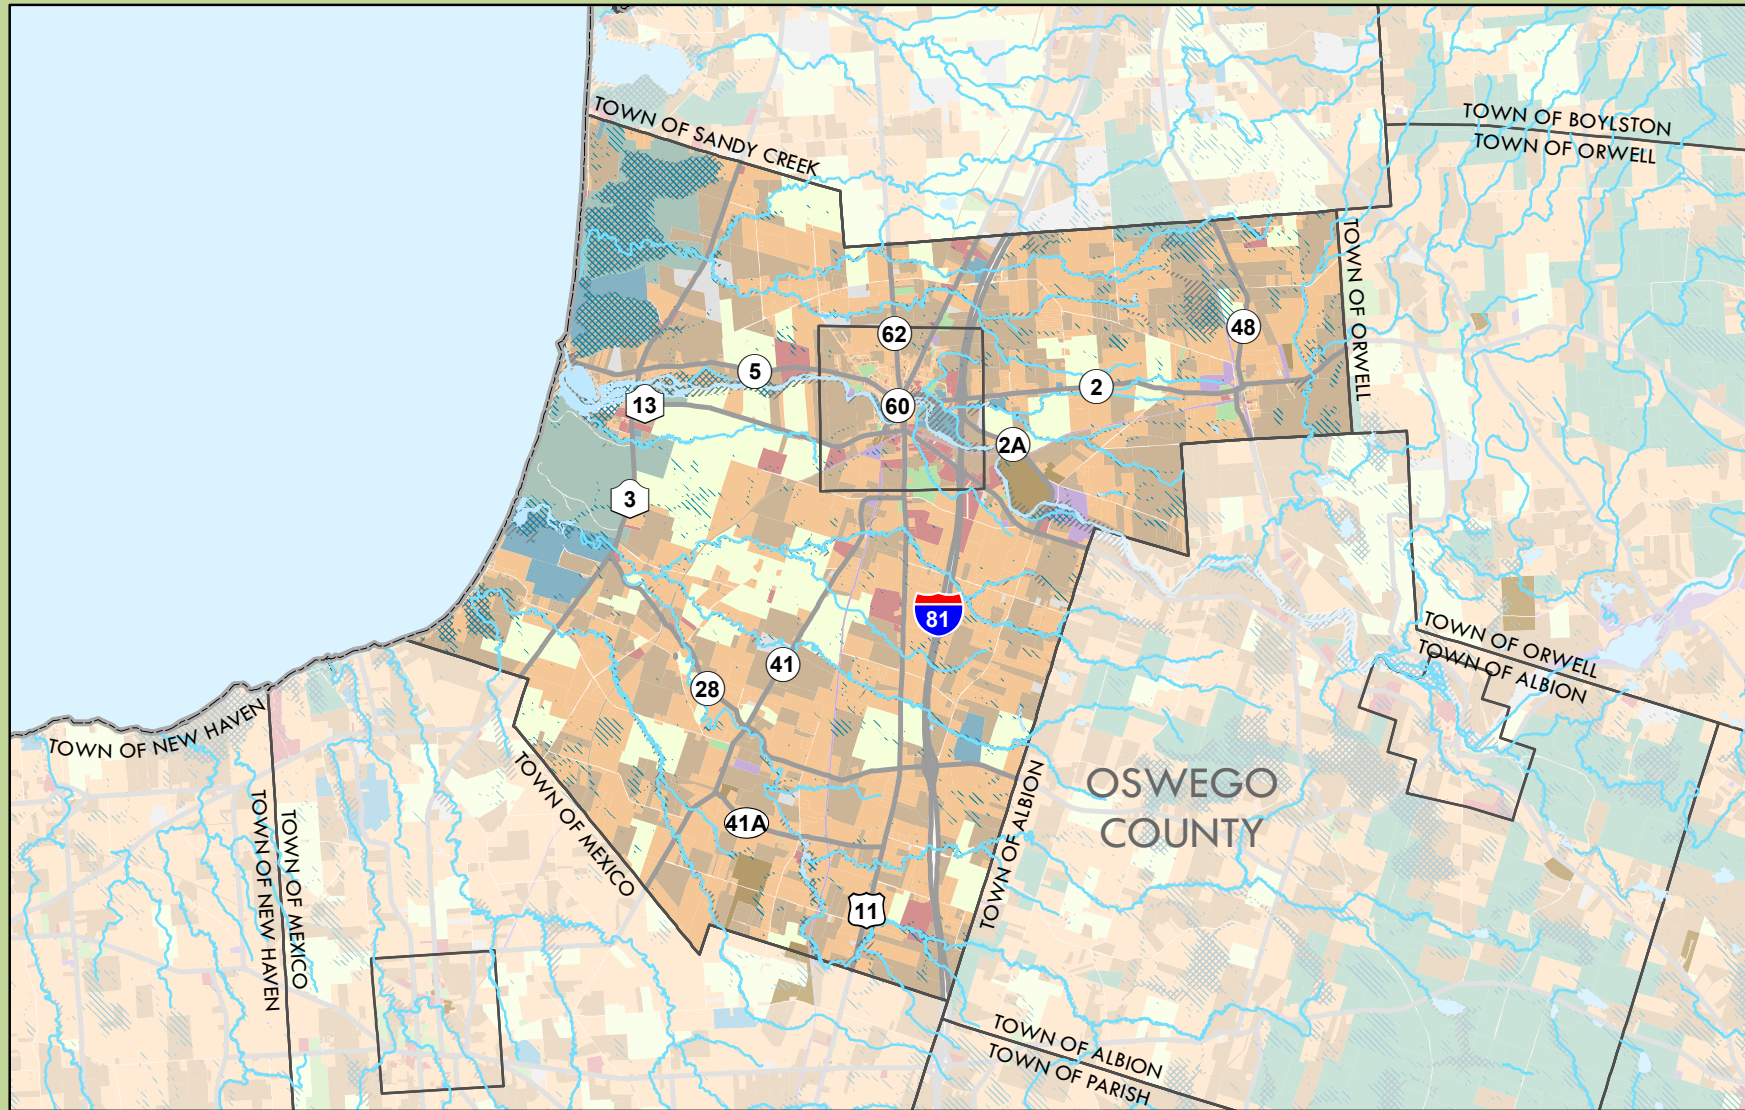 TOWN OF SANDY CREEK
TOWN OF BOYLSTON
TOWN OF ORWELL
TOWN OF ORWELL
62
48
5
2
13
60
2A
3
81
TOWN OF ORWELL
TOWN OF ALBION
41
28
TOWN OF NEW HAVEN
TOWN OF MEXICO
TOWN OF ALBION
OSWEGO
COUNTY
TOWN OF NEW HAVEN
TOWN OF MEXICO
41A
11
TOWN OF ALBION
TOWN OF PARISH